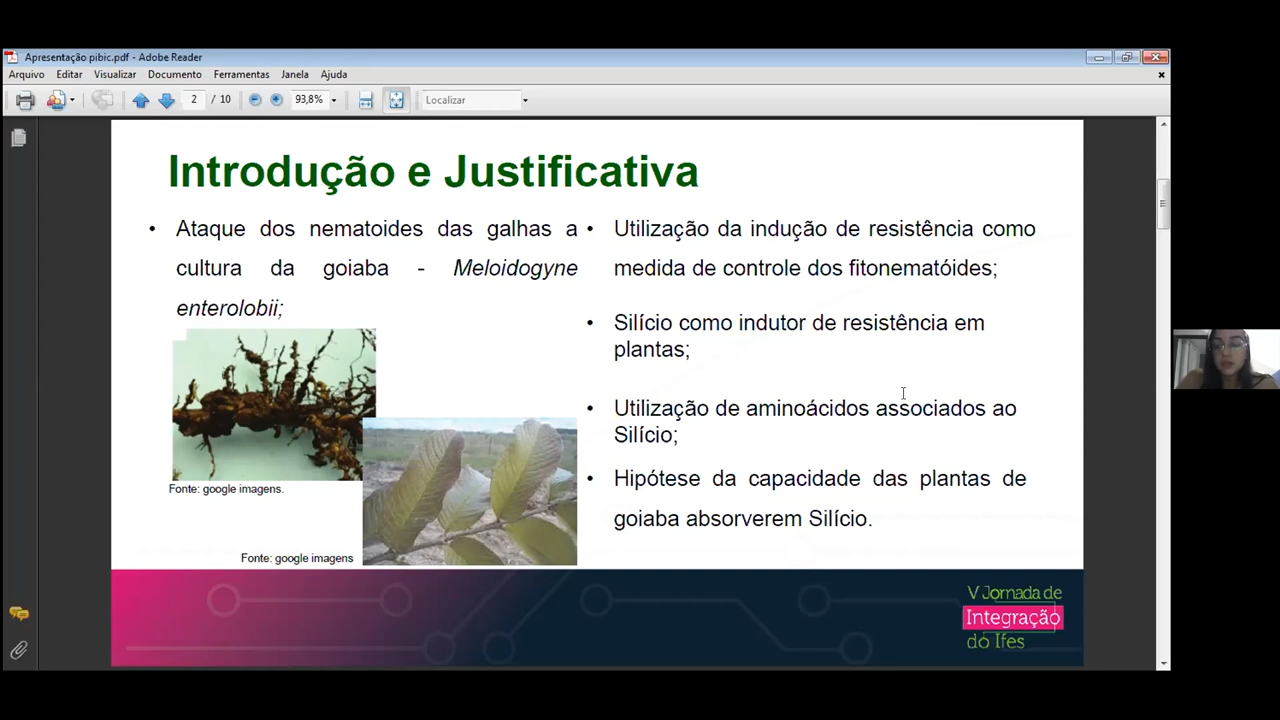 Apresentação pibic.pdf - Adobe Reader
Arquivo Editar Visualizar Documento Ferramentas Janela Ajuda
2 / 10 93,8% Localizar
Introdução e Justificativa
• Ataque dos nematoides das galhas a
cultura da goiaba - Meloidogyne
enterolobii;
Fonte: google imagens.
Fonte: google imagens
• Utilização da indução de resistência como
medida de controle dos fitonematóides;
• Silício como indutor de resistência em
plantas;
• Utilização de aminoácidos associados ao
Silício;
• Hipótese da capacidade das plantas de
goiaba absorverem Silício.
V Jornada de
Integração
do Ifes